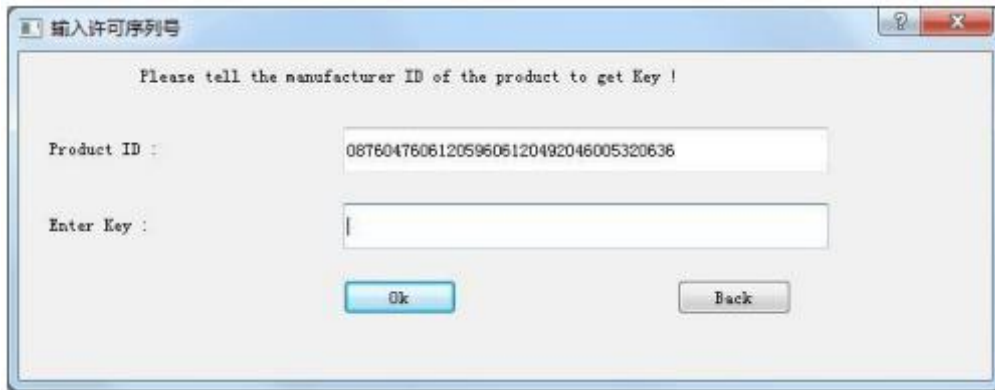 输入许可序列号
Please tell the manufacturer ID of the product to get Key !
Product ID : 087604760612059606120492046005320636
Enter Key :
Ok Back